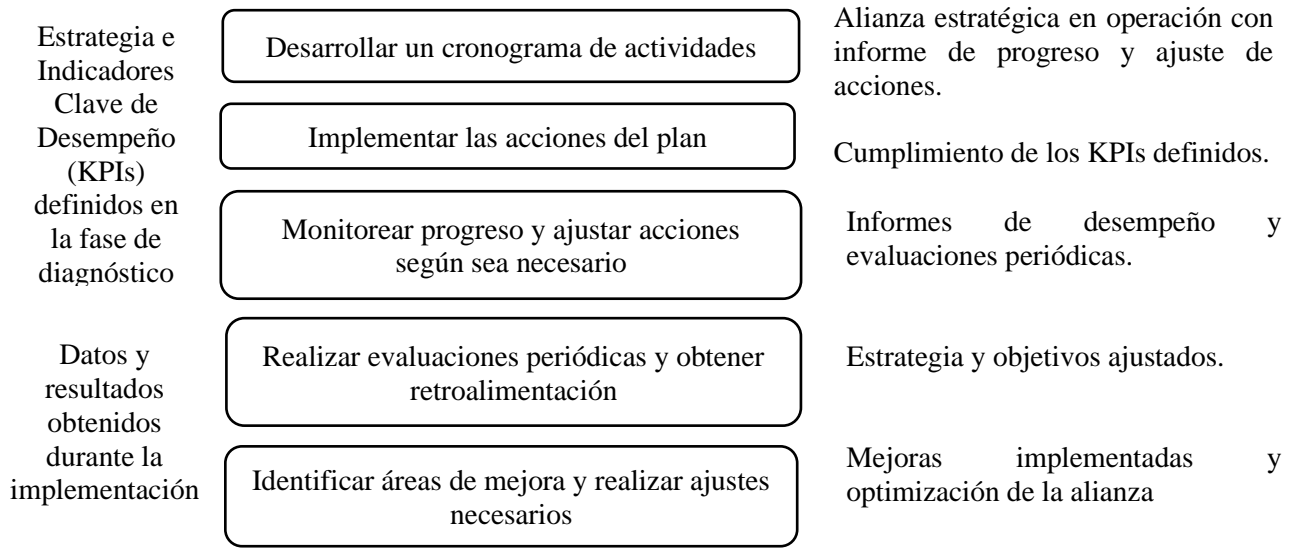 Estrategia e
Indicadores
Clave de
Desempeño
(KPIs)
definidos en
la fase de
diagnóstico
Datos y
resultados
obtenidos
durante la
implementación
Desarrollar un cronograma de actividades
Implementar las acciones del plan
Monitorear progreso y ajustar acciones
según sea necesario
Realizar evaluaciones periódicas y obtener
retroalimentación
Identificar áreas de mejora y realizar ajustes
necesarios
Alianza estratégica en operación con
informe de progreso y ajuste de
acciones.
Cumplimiento de los KPIs definidos.
Informes de desempeño y
evaluaciones periódicas.
Estrategia y objetivos ajustados.
Mejoras implementadas y
optimización de la alianza